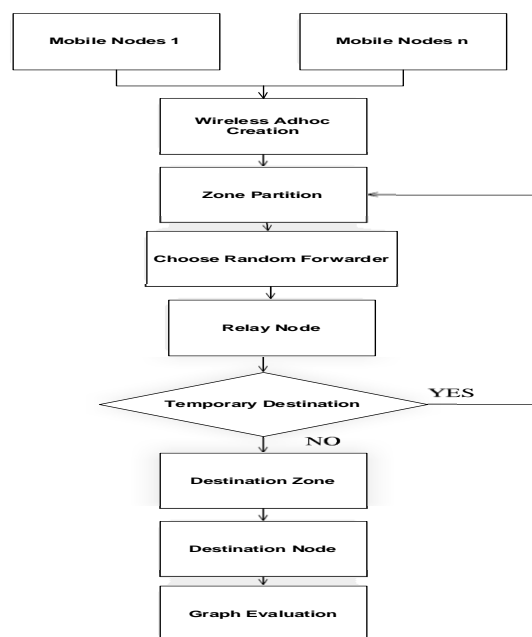 Mobile Nodes 1
Mobile Nodes n
Wireless Adhoc
Creation
Zone Partition
Choose Random Forwarder
Relay Node
Temporary Destination
YES
NO
Destination Zone
Destination Node
Graph Evaluation